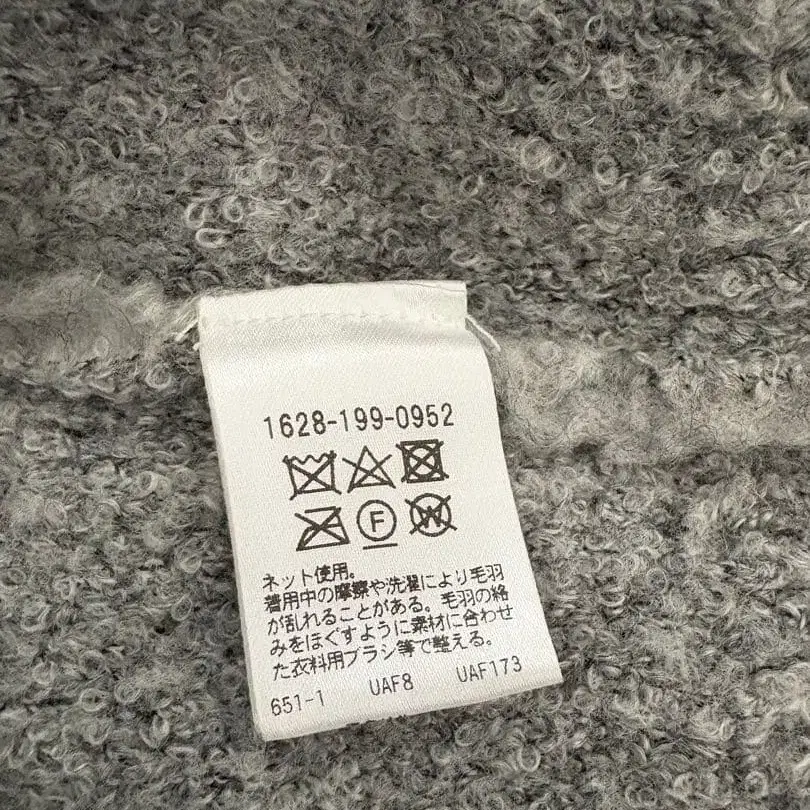 1628-199-0952
F
W
ネット使用。
着用中の摩擦や洗濯により毛羽
が乱れることがある。毛羽の絡
みをほぐすように素材に合わせ
た衣料用ブラシ等で整える。
651-1 UAF8 UAF173